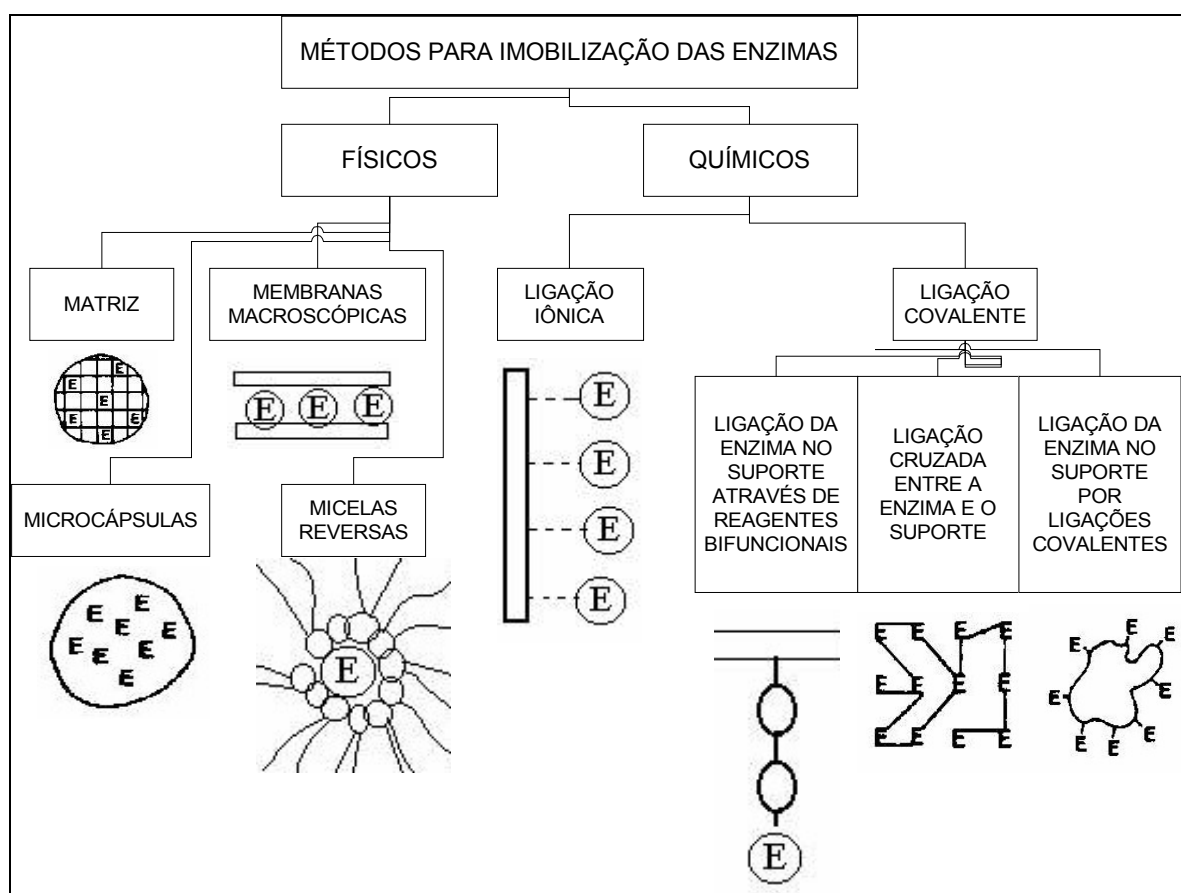 MÉTODOS PARA IMOBILIZAÇÃO DAS ENZIMAS
FÍSICOS
QUÍMICOS
MATRIZ
MEMBRANAS
MACROSCÓPICAS
LIGAÇÃO
IÔNICA
LIGAÇÃO
COVALENTE
E
E
E
E
E
E
E E E
E
E
E
E
MICROCÁPSULAS
MICELAS
REVERSAS
LIGAÇÃO DA
ENZIMA NO
SUPORTE
ATRAVÉS DE
REAGENTES
BIFUNCIONAIS
LIGAÇÃO
CRUZADA
ENTRE A
ENZIMA E O
SUPORTE
LIGAÇÃO DA
ENZIMA NO
SUPORTE
POR
LIGAÇÕES
COVALENTES
E
E
E
E
E
E
E
E
E
E
E E E E
E E E E
E E E E
E
E
E
E
E
E
E
E